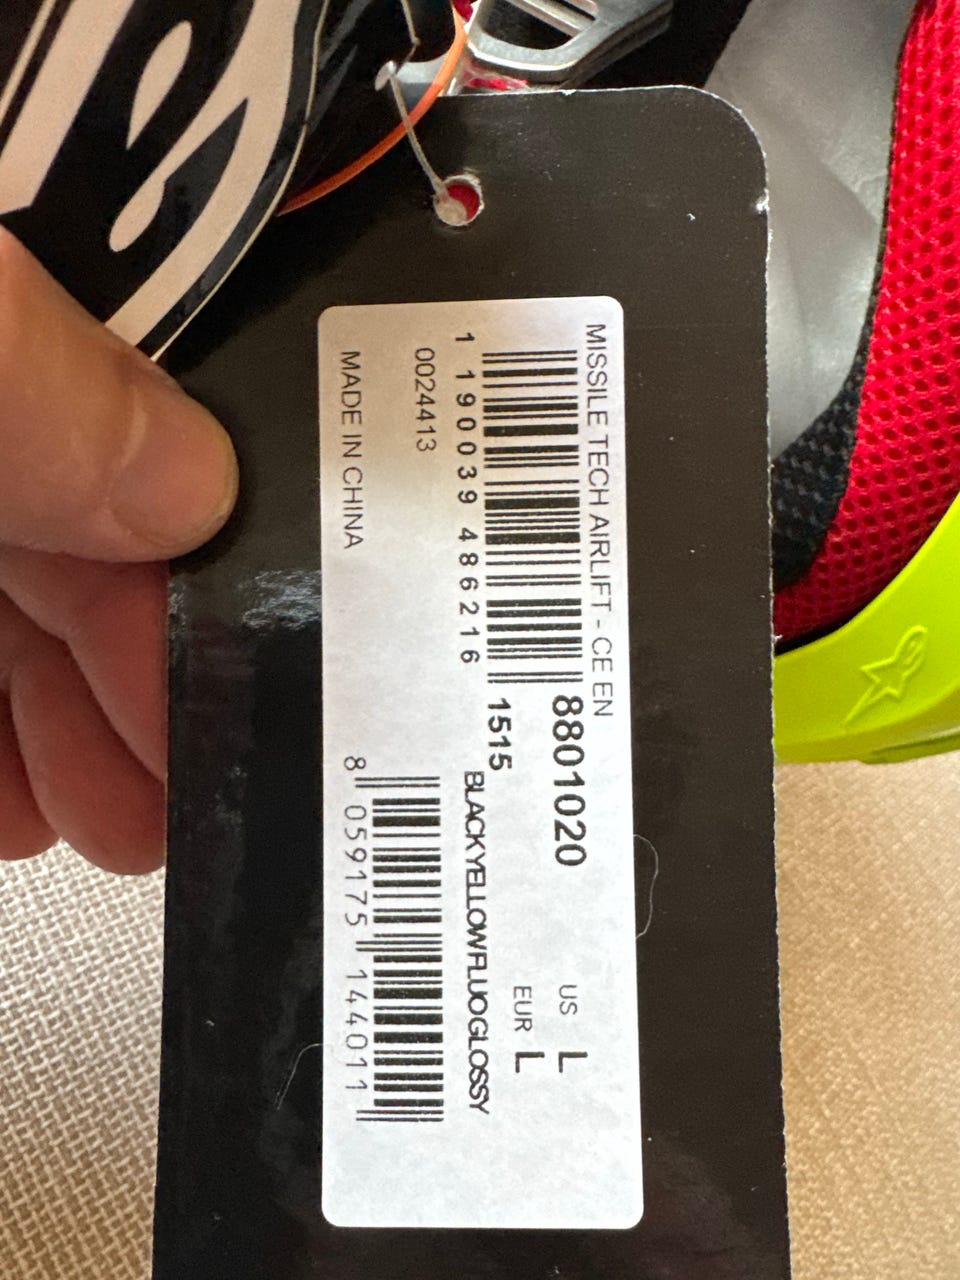 MISSILE TECH AIRLIFT - CE EN
8801020
US L
1515
EUR L
1 190039 486216
BLACK YELLOW FLUO GLOSSY
0024413
MADE IN CHINA
8 059175 144011